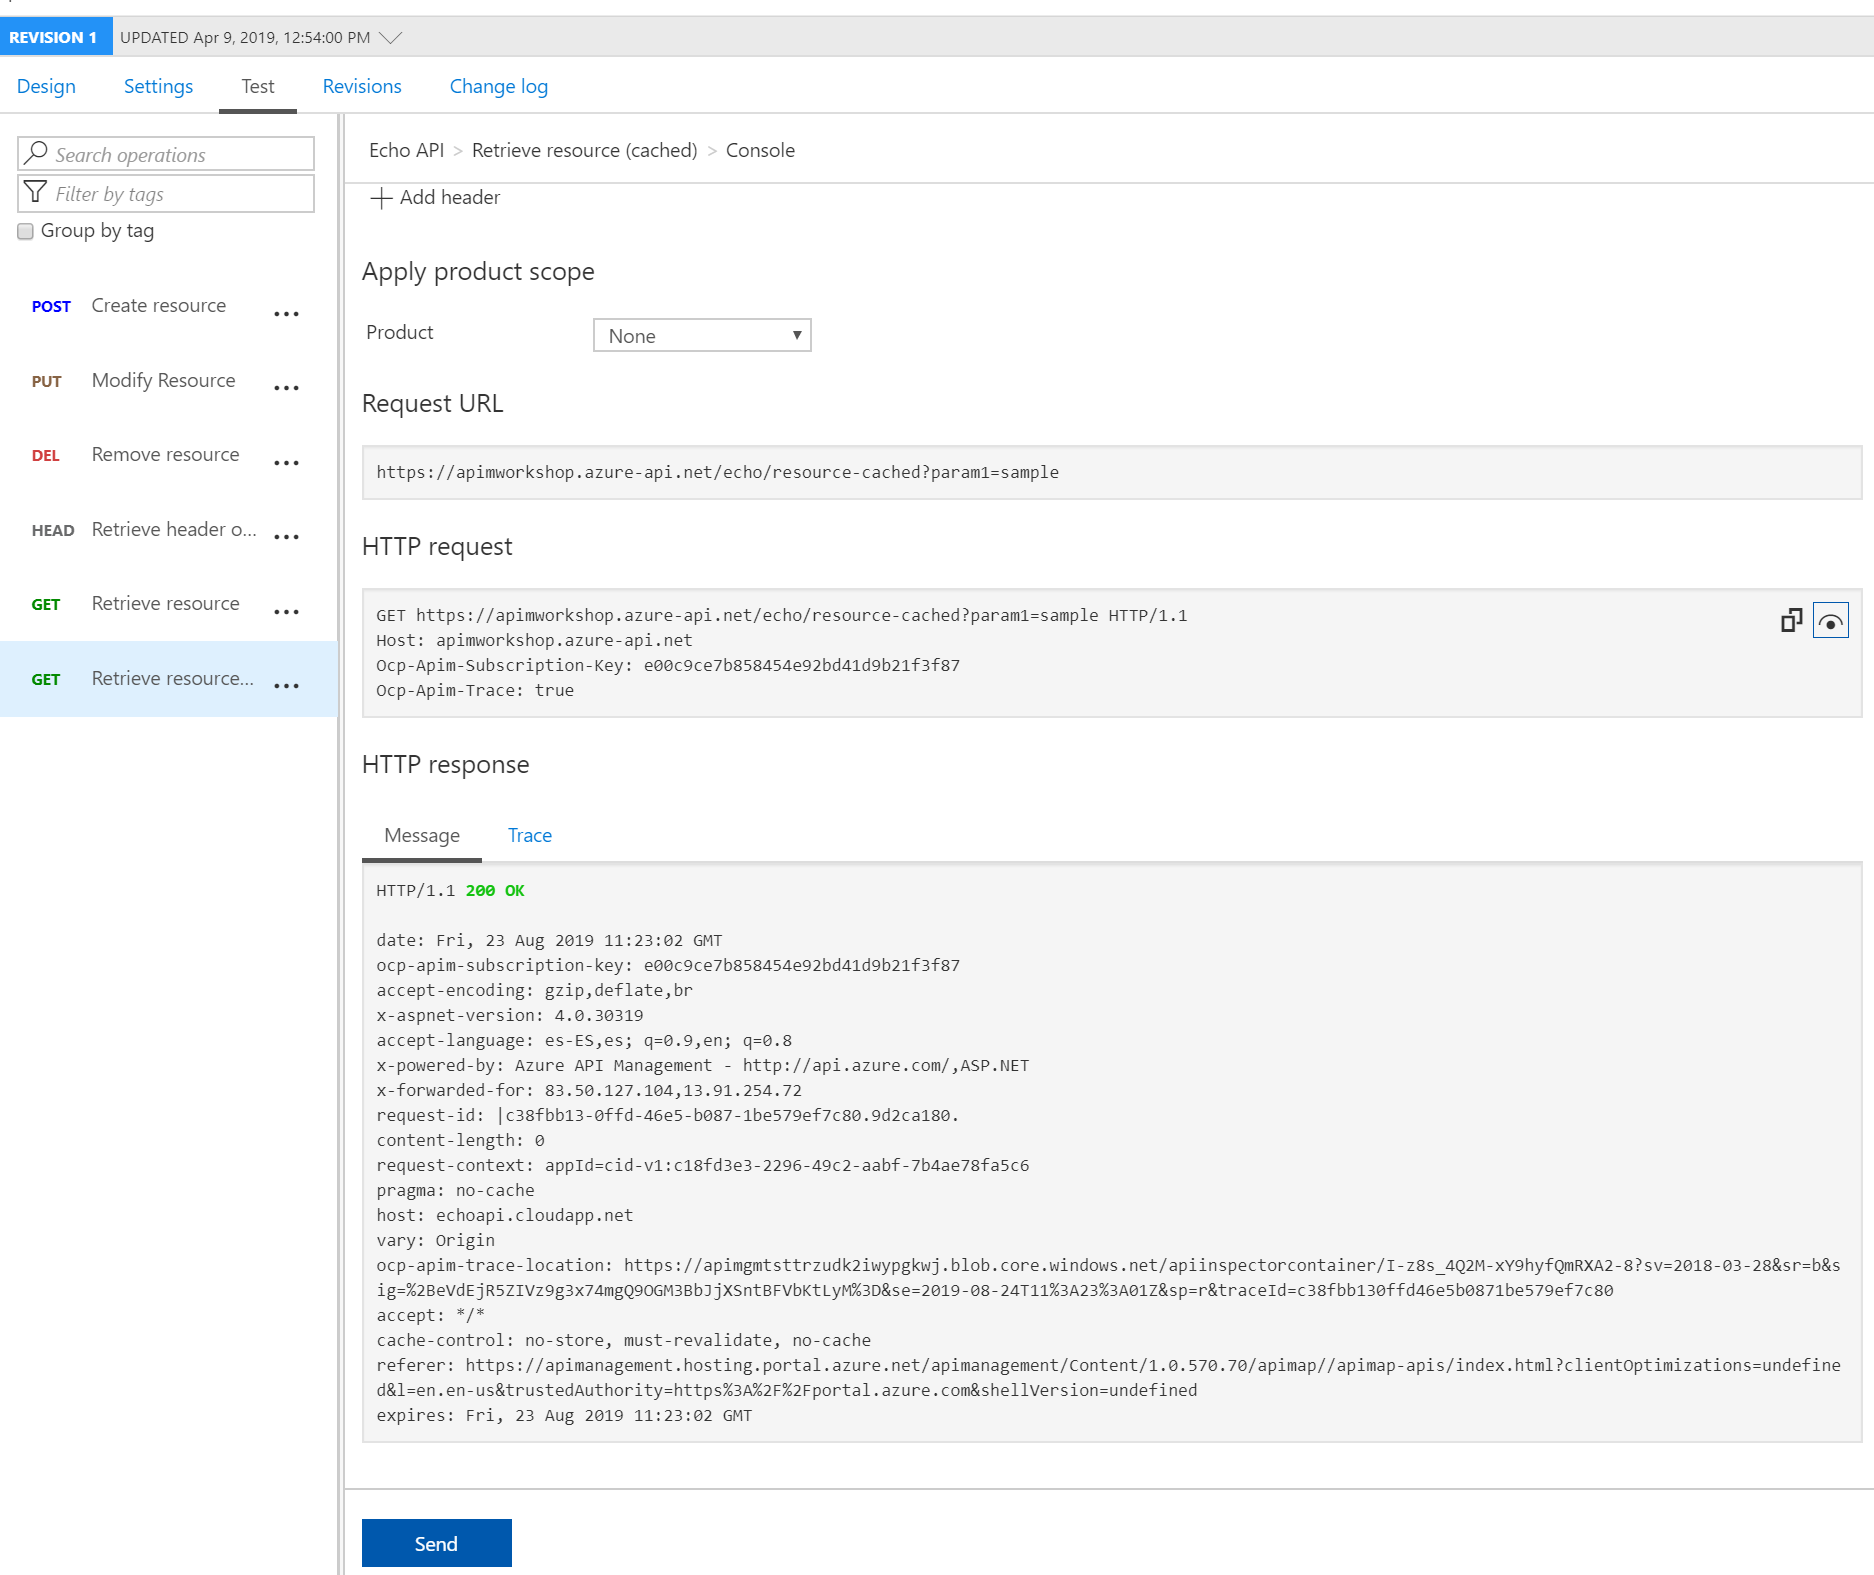 REVISION 1 UPDATED Apr 9, 2019, 12:54:00 PM
Design Settings Test Revisions Change log
Search operations
Filter by tags
Group by tag
POST Create resource ...
PUT Modify Resource ...
DEL Remove resource ...
HEAD Retrieve header o... ...
GET Retrieve resource ...
GET Retrieve resource... ...
Echo API > Retrieve resource (cached) > Console
Add header
Apply product scope
Product None
Request URL
https://apimworkshop.azure-api.net/echo/resource-cached?param1=sample
HTTP request
GET https://apimworkshop.azure-api.net/echo/resource-cached?param1=sample HTTP/1.1
Host: apimworkshop.azure-api.net
Ocp-Apim-Subscription-Key: e00c9ce7b858454e92bd41d9b21f3f87
Ocp-Apim-Trace: true
HTTP response
Message Trace
HTTP/1.1 200 OK
date: Fri, 23 Aug 2019 11:23:02 GMT
ocp-apim-subscription-key: e00c9ce7b858454e92bd41d9b21f3f87
accept-encoding: gzip,deflate,br
x-aspnet-version: 4.0.30319
accept-language: es-ES,es; q=0.9,en; q=0.8
x-powered-by: Azure API Management - http://api.azure.com/,ASP.NET
x-forwarded-for: 83.50.127.104,13.91.254.72
request-id: |c38fbb13-0ffd-46e5-b087-1be579ef7c80.9d2ca180.
content-length: 0
request-context: appId=cid-v1:c18fd3e3-2296-49c2-aabf-7b4ae78fa5c6
pragma: no-cache
host: echoapi.cloudapp.net
vary: Origin
ocp-apim-trace-location: https://apimgmtsttrzudk2iwypgkwj.blob.core.windows.net/apiinspectorcontainer/I-z8s_4Q2M-xY9hyfQmRXA2-8?sv=2018-03-28&sr=b&s
ig=%2BeVdEjR5ZIVz9g3x74mgQ9OGM3BbJjXSntBFVbKtLyM%3D&se=2019-08-24T11%3A23%3A01Z&sp=r&traceId=c38fbb130ffd46e5b0871be579ef7c80
accept: */*
cache-control: no-store, must-revalidate, no-cache
referer: https://apimanagement.hosting.portal.azure.net/apimanagement/Content/1.0.570.70/apimap//apimap-apis/index.html?clientOptimizations=undefine
d&l=en.en-us&trustedAuthority=https%3A%2F%2Fportal.azure.com&shellVersion=undefined
expires: Fri, 23 Aug 2019 11:23:02 GMT
Send